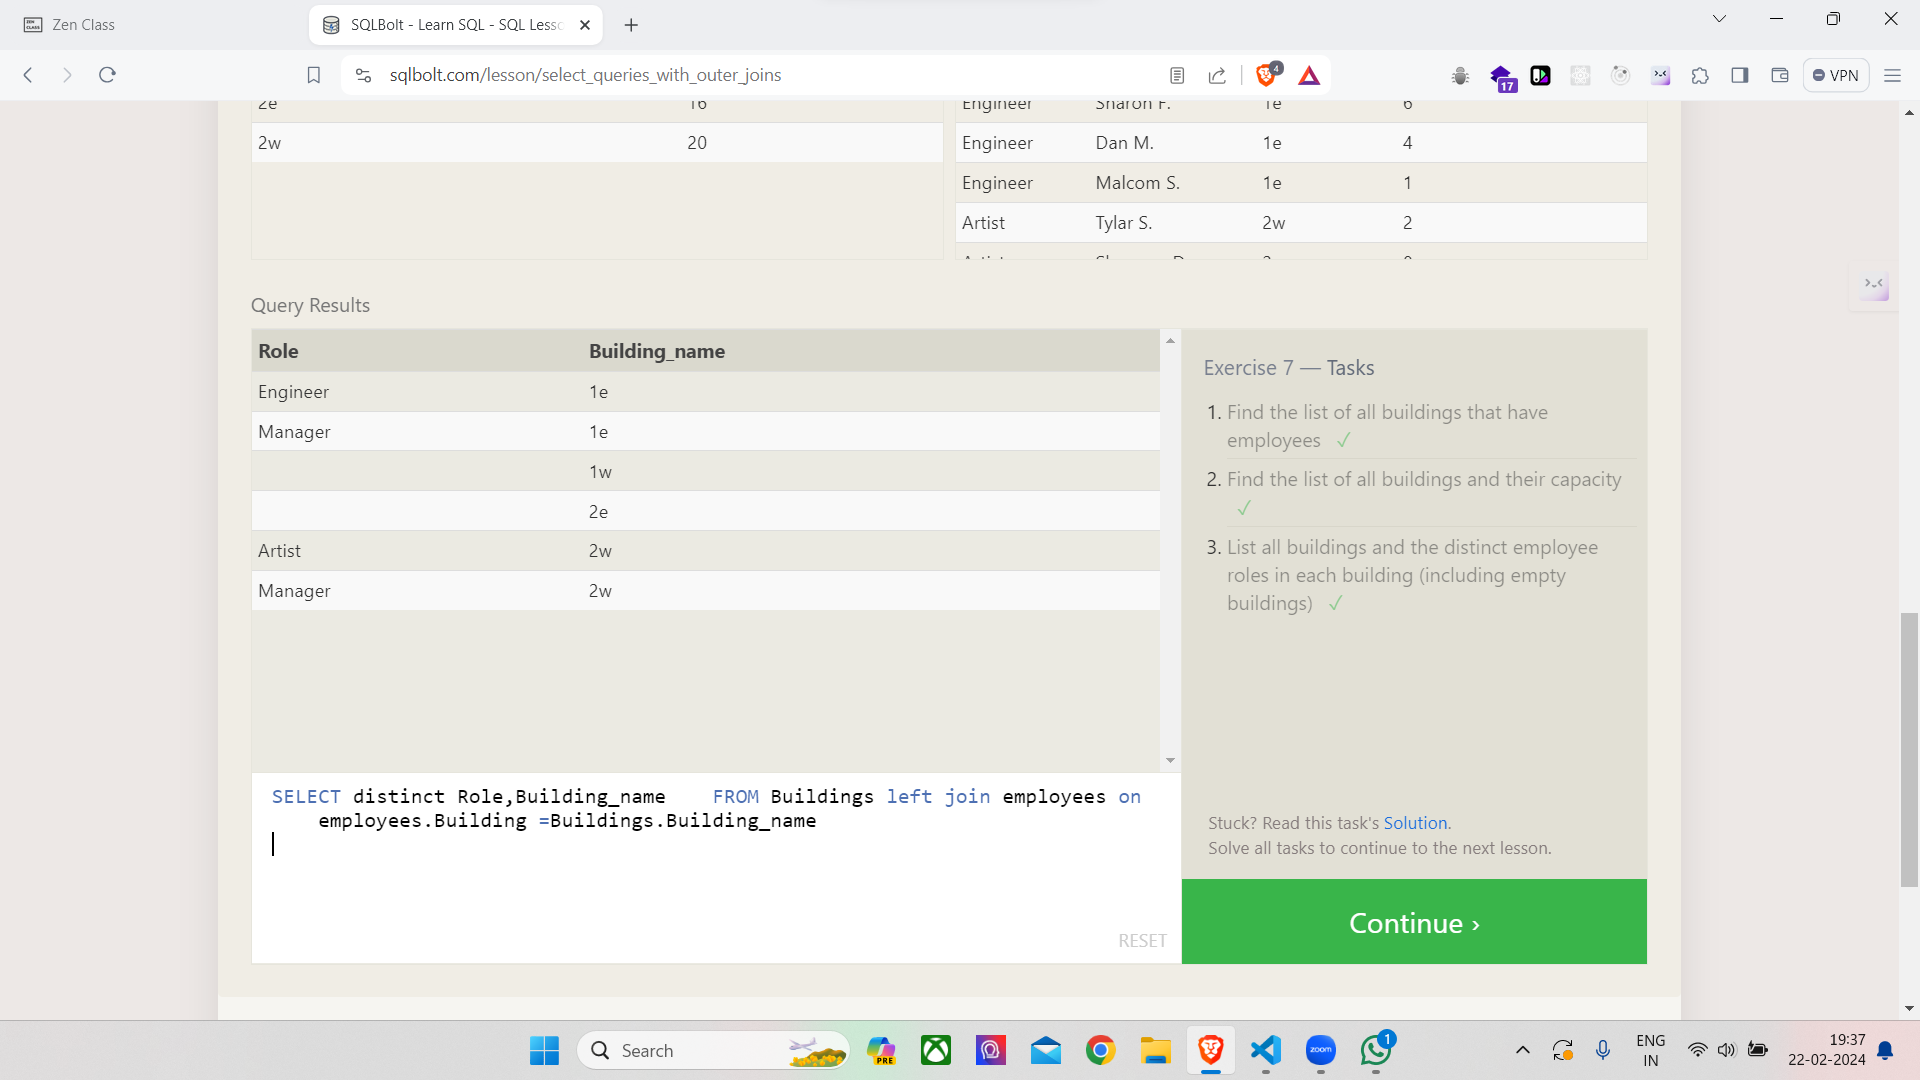 Zen Class
SQLBolt - Learn SQL - SQL Less
sqlbolt.com/lesson/select_queries_with_outer_joins
4
17
VPN
2e 16
2w 20
Engineer Sharon F. 1e 6
Engineer Dan M. 1e 4
Engineer Malcom S. 1e 1
Artist Tylar S. 2w 2
Query Results
Role Building_name
Engineer 1e
Manager 1e
1w
2e
Artist 2w
Manager 2w
Exercise 7 — Tasks
1. Find the list of all buildings that have
employees ✓
2. Find the list of all buildings and their capacity
✓
3. List all buildings and the distinct employee
roles in each building (including empty
buildings) ✓
SELECT distinct Role,Building_name FROM Buildings left join employees on
employees.Building =Buildings.Building_name
RESET
Stuck? Read this task's Solution.
Solve all tasks to continue to the next lesson.
Continue ›
Search
PRE
zoom
1
ENG
IN
19:37
22-02-2024